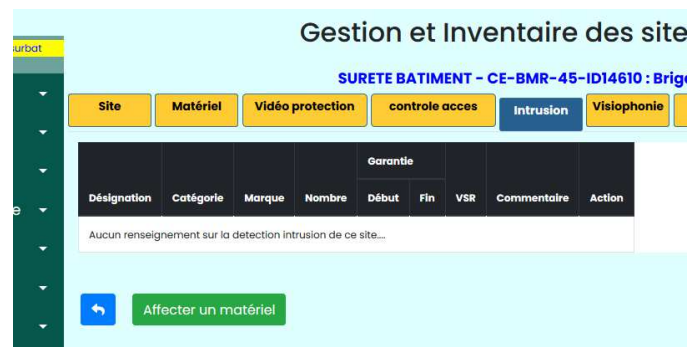 Gestion et Inventaire des site
surbat
SURETE BATIMENT - CE-BMR-45-ID14610 : Briga
Site Matériel Vidéo protection controle acces Intrusion Visiophonie
Garantie
Désignation Catégorie Marque Nombre Début Fin VSR Commentaire Action
Aucun renseignement sur la detection intrusion de ce site....
Affecter un matériel